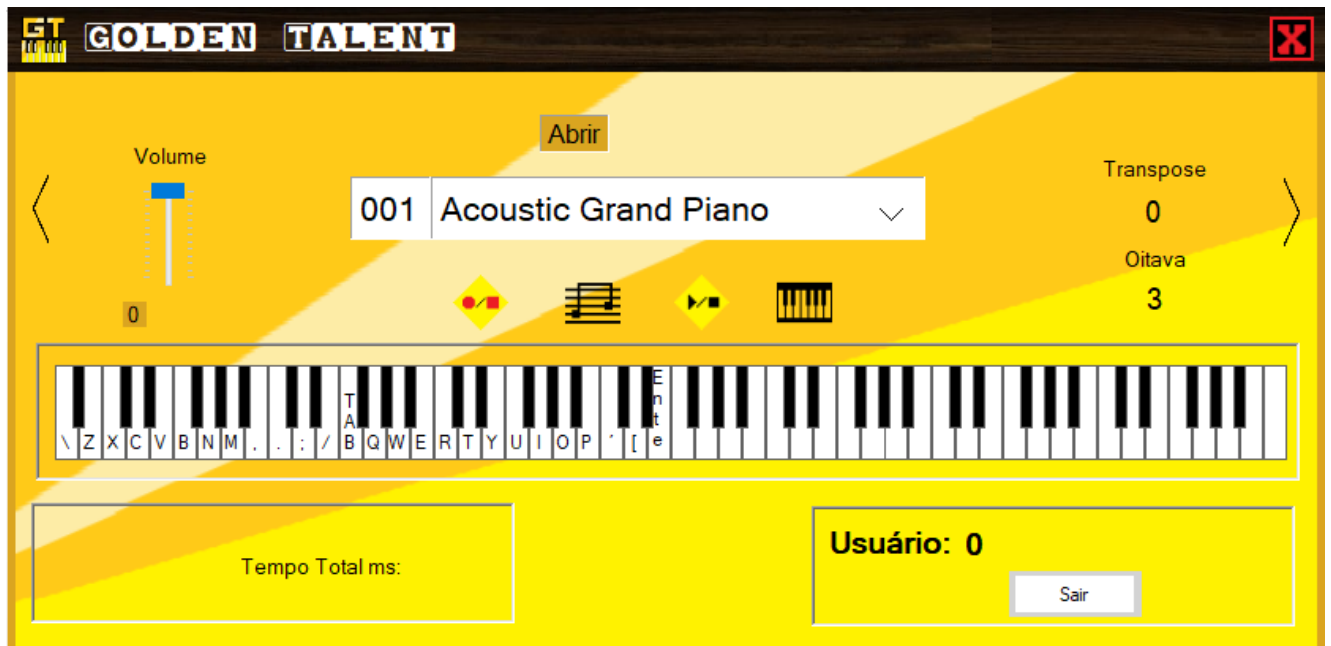 GT GOLDEN TALENT X
Abrir
Volume
Transpose
001 Acoustic Grand Piano
0
Oitava
0
3
\ Z X C V B N M , . ; / TAB Q W E R T Y U I O P ´ [ Ente
Usuário: 0
Tempo Total ms:
Sair